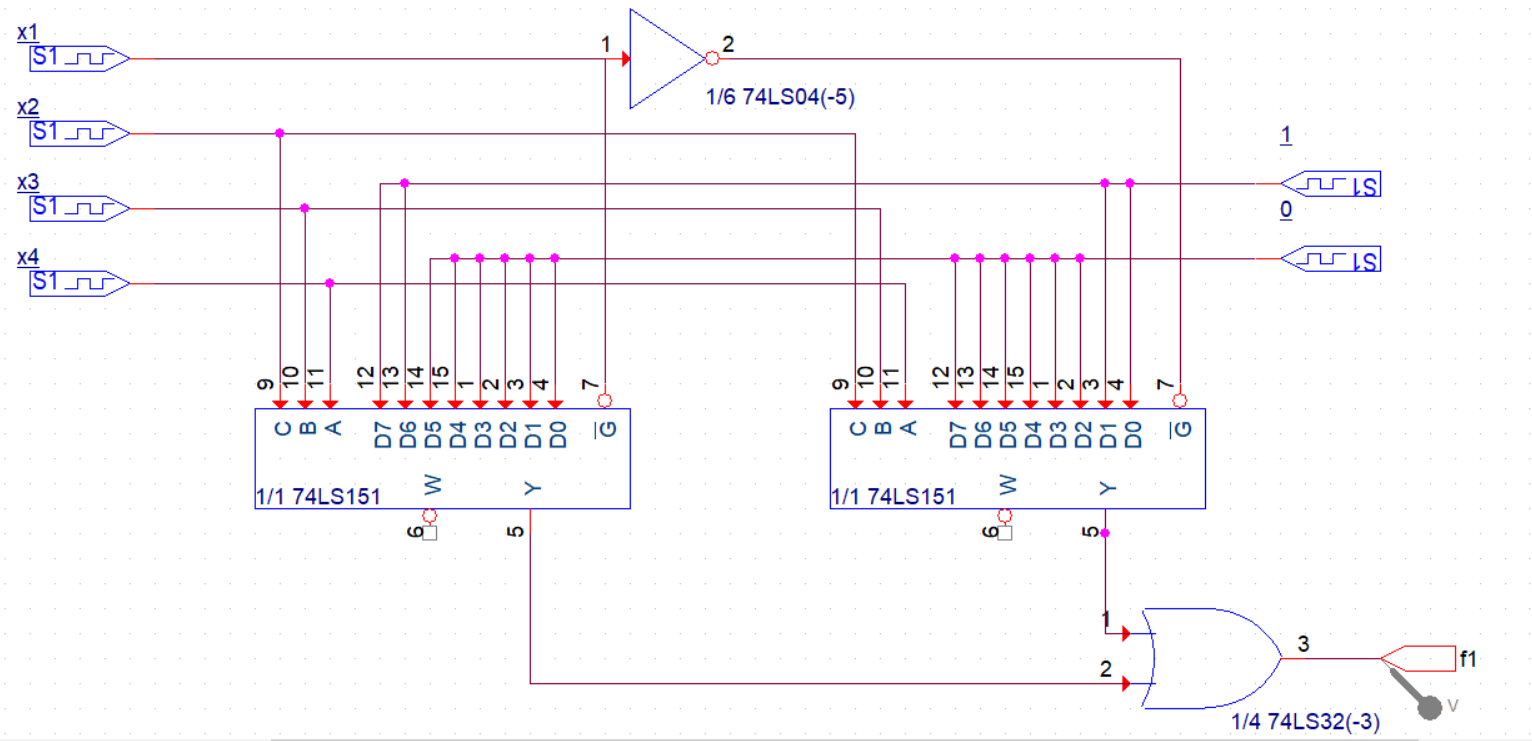 x1
S1
1
2
1/6 74LS04(-5)
x2
S1
1
x3
S1
S1
0
x4
S1
S1
9
10
11
12
13
14
15
1
2
3
4
7
9
10
11
12
13
14
15
1
2
3
4
7
C
B
A
D7
D6
D5
D4
D3
D2
D1
D0
G
C
B
A
D7
D6
D5
D4
D3
D2
D1
D0
G
1/1 74LS151
W
Y
1/1 74LS151
W
Y
6
5
6
5
1
2
3
f1
V
1/4 74LS32(-3)